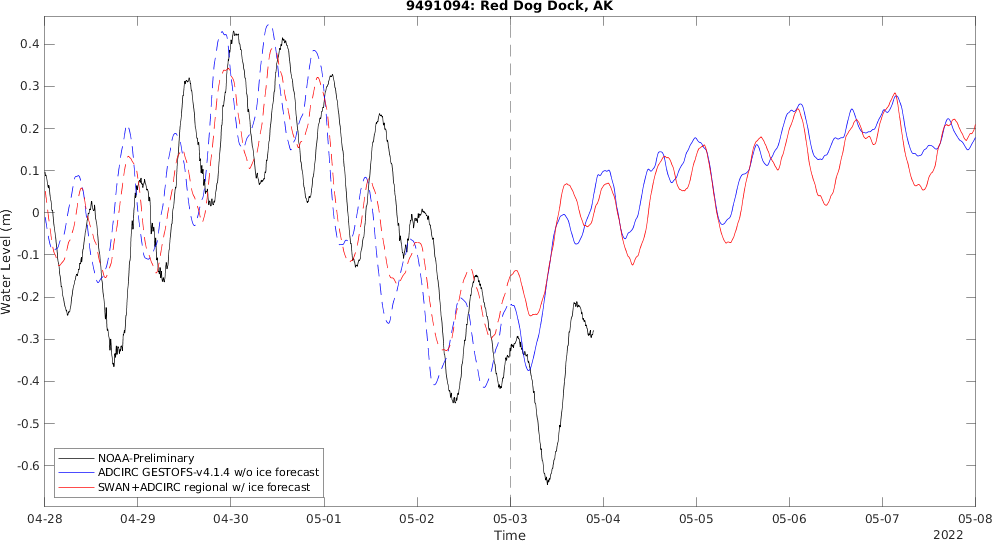 9491094: Red Dog Dock, AK
Water Level (m)
0.4
0.3
0.2
0.1
0
-0.1
-0.2
-0.3
-0.4
-0.5
-0.6
NOAA-Preliminary
ADCIRC GESTOFS-v4.1.4 w/o ice forecast
SWAN+ADCIRC regional w/ ice forecast
04-28 04-29 04-30 05-01 05-02 05-03 05-04 05-05 05-06 05-07 05-08
Time
2022